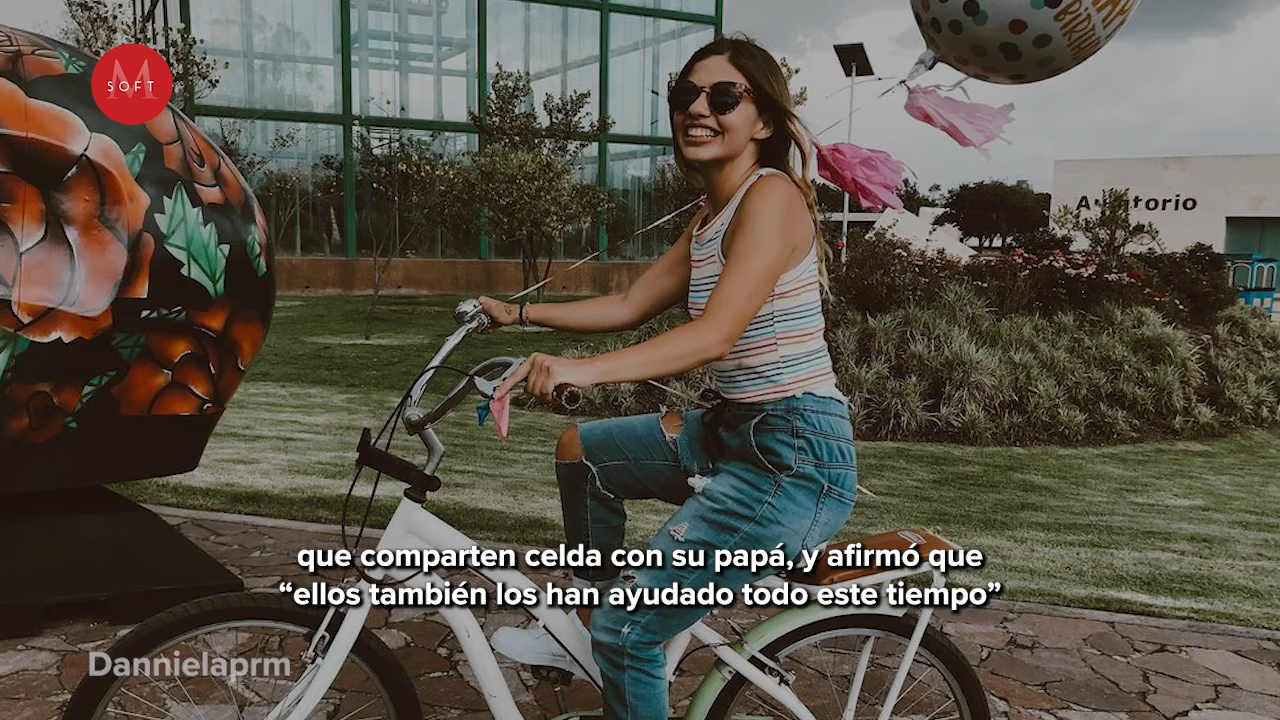 M
SOFT
BIRTH
Auditorio
que comparten celda con su papá, y afirmó que
“ellos también los han ayudado todo este tiempo”
Dannielaprm